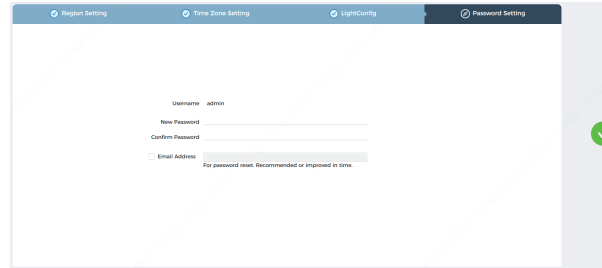 Region Setting
Time Zone Setting
LightConfig
Password Setting
Username admin
New Password
Confirm Password
Email Address
For password reset. Recommended or improved in time.